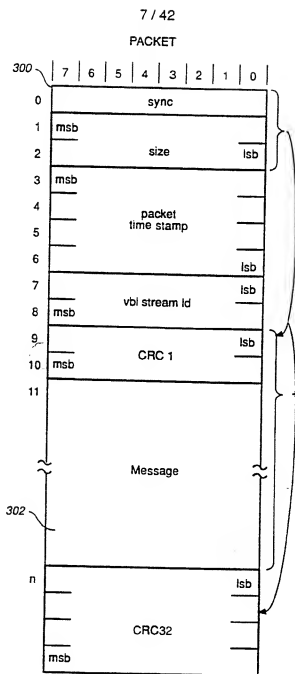 7 / 42
PACKET
300
7 6 5 4 3 2 1 0
0 sync
1 msb
2 size lsb
3 msb
4
packet
5 time stamp
6 lsb
7 lsb
vbi stream Id
8 msb
9 lsb
CRC 1
10 msb
11
Message
302
n lsb
CRC32
msb